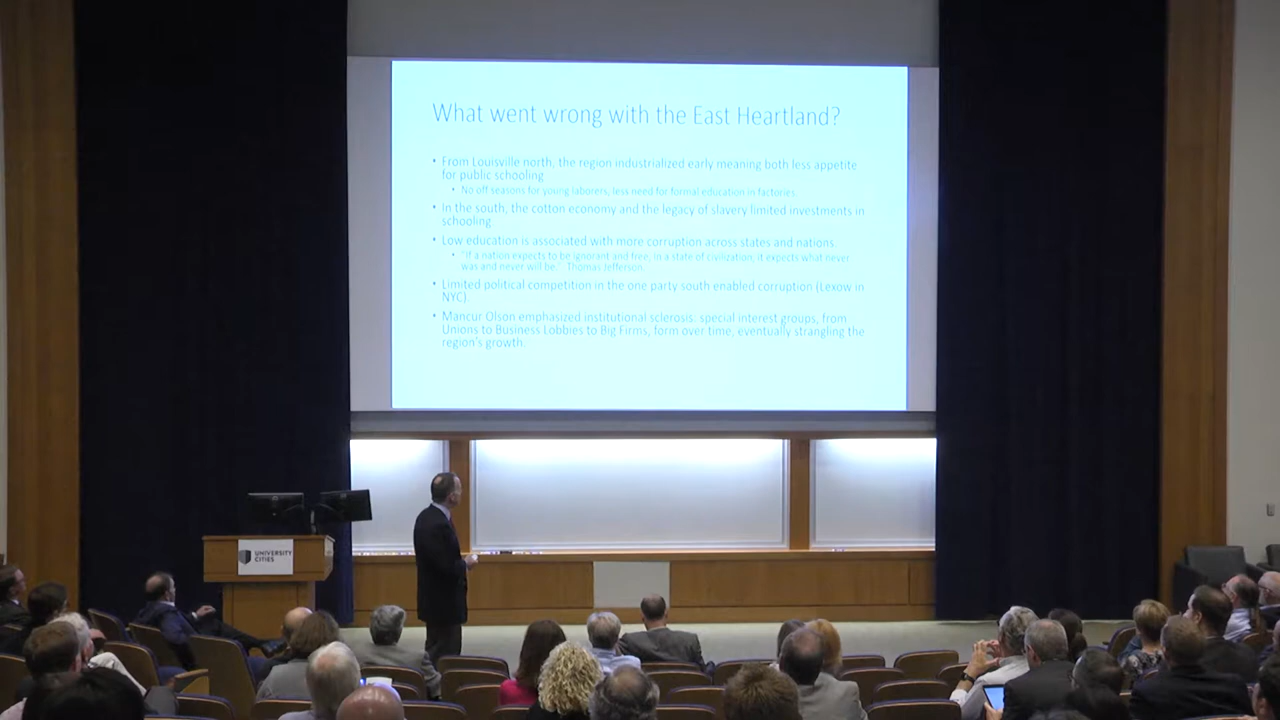 What went wrong with the East Heartland?
• From Louisville north, the region industrialized early meaning both less appetite
for public schooling
• No off seasons for young laborers, less need for formal education in factories.
• In the south, the cotton economy and the legacy of slavery limited investments in
schooling.
• Low education is associated with more corruption across states and nations.
• "If a nation expects to be ignorant and free, in a state of civilization, it expects what never
was and never will be." Thomas Jefferson.
• Limited political competition in the one party south enabled corruption (Lexow in
NYC).
• Mancur Olson emphasized institutional sclerosis: special interest groups, from
Unions to Business Lobbies to Big Firms, form over time, eventually strangling the
region's growth.
UNIVERSITY
CITIES